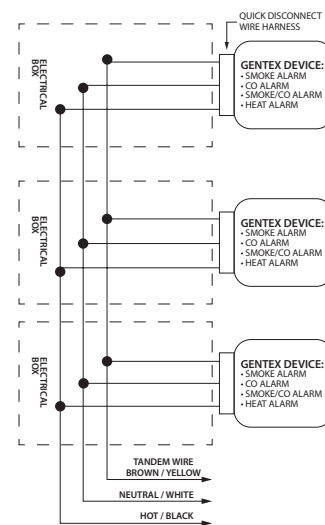 QUICK DISCONNECT
WIRE HARNESS
ELECTRICAL
BOX
GENTEX DEVICE:
• SMOKE ALARM
• CO ALARM
• SMOKE/CO ALARM
• HEAT ALARM
ELECTRICAL
BOX
GENTEX DEVICE:
• SMOKE ALARM
• CO ALARM
• SMOKE/CO ALARM
• HEAT ALARM
ELECTRICAL
BOX
GENTEX DEVICE:
• SMOKE ALARM
• CO ALARM
• SMOKE/CO ALARM
• HEAT ALARM
TANDEM WIRE
BROWN / YELLOW
NEUTRAL / WHITE
HOT / BLACK